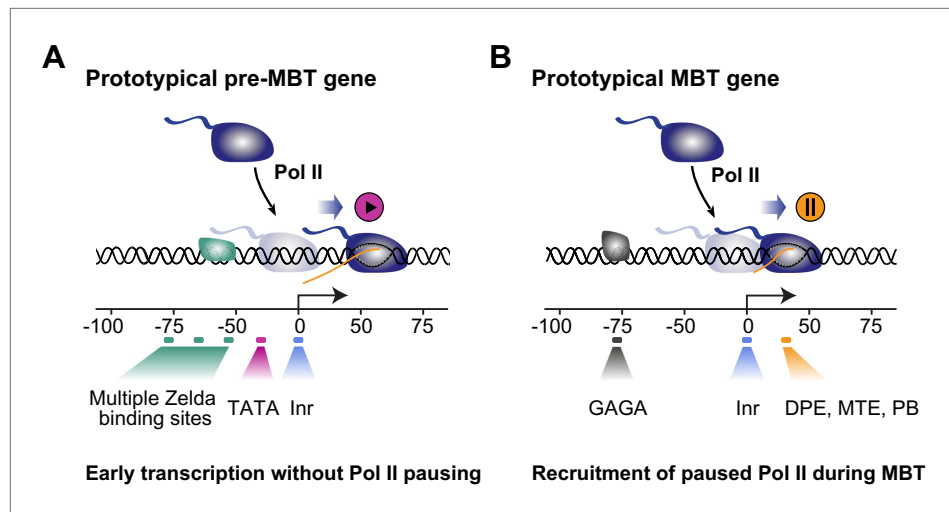 A
Prototypical pre-MBT gene
Pol II
-100 -75 -50 0 50 75
Multiple Zelda
binding sites
TATA
Inr
Early transcription without Pol II pausing
B
Prototypical MBT gene
Pol II
-100 -75 -50 0 50 75
GAGA
Inr
DPE, MTE, PB
Recruitment of paused Pol II during MBT